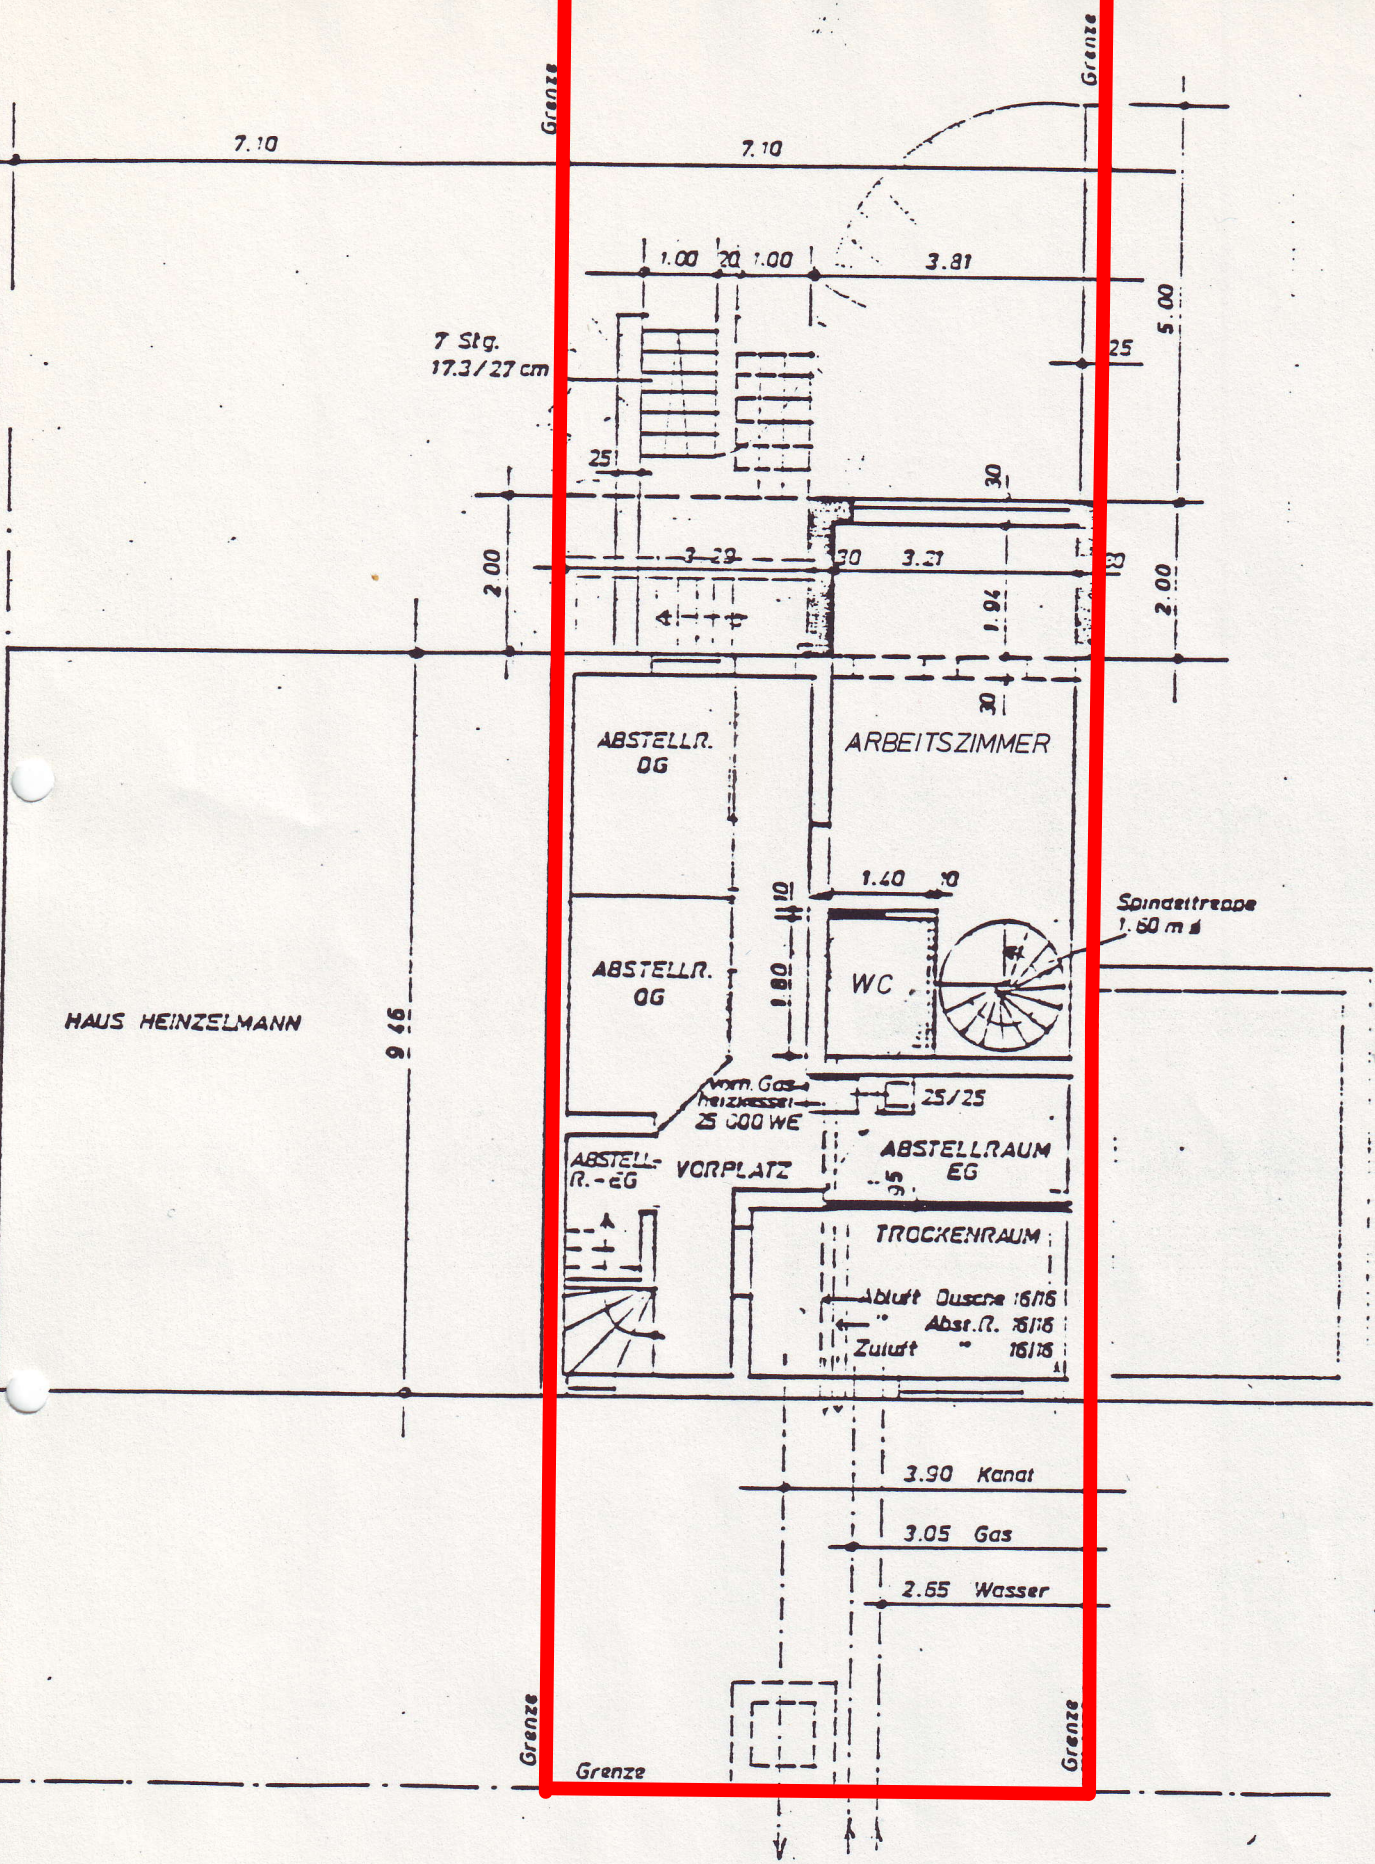 Grenze
Grenze
7.10
7.10
1.00 20 1.00
3.81
5.00
7 Stg.
17.3/27 cm
25
25
30
2.00
3.29
30
3.21
30
1.94
2.00
30
ABSTELLR.
OG
ARBEITSZIMMER
1.40
10
10
Spindeltreppe
1.60 m ø
ABSTELLR.
OG
1.80
WC
HAUS HEINZELMANN
9.46
vorn. Gas
heizkessel
25 000 WE
25/25
ABSTELL-
R.-EG
VORPLATZ
ABSTELLRAUM
EG
95
TROCKENRAUM
Abluft Dusche 16/16
" Abst.R. 16/16
Zuluft " 16/16
3.90 Kanal
3.05 Gas
2.65 Wasser
Grenze
Grenze
Grenze